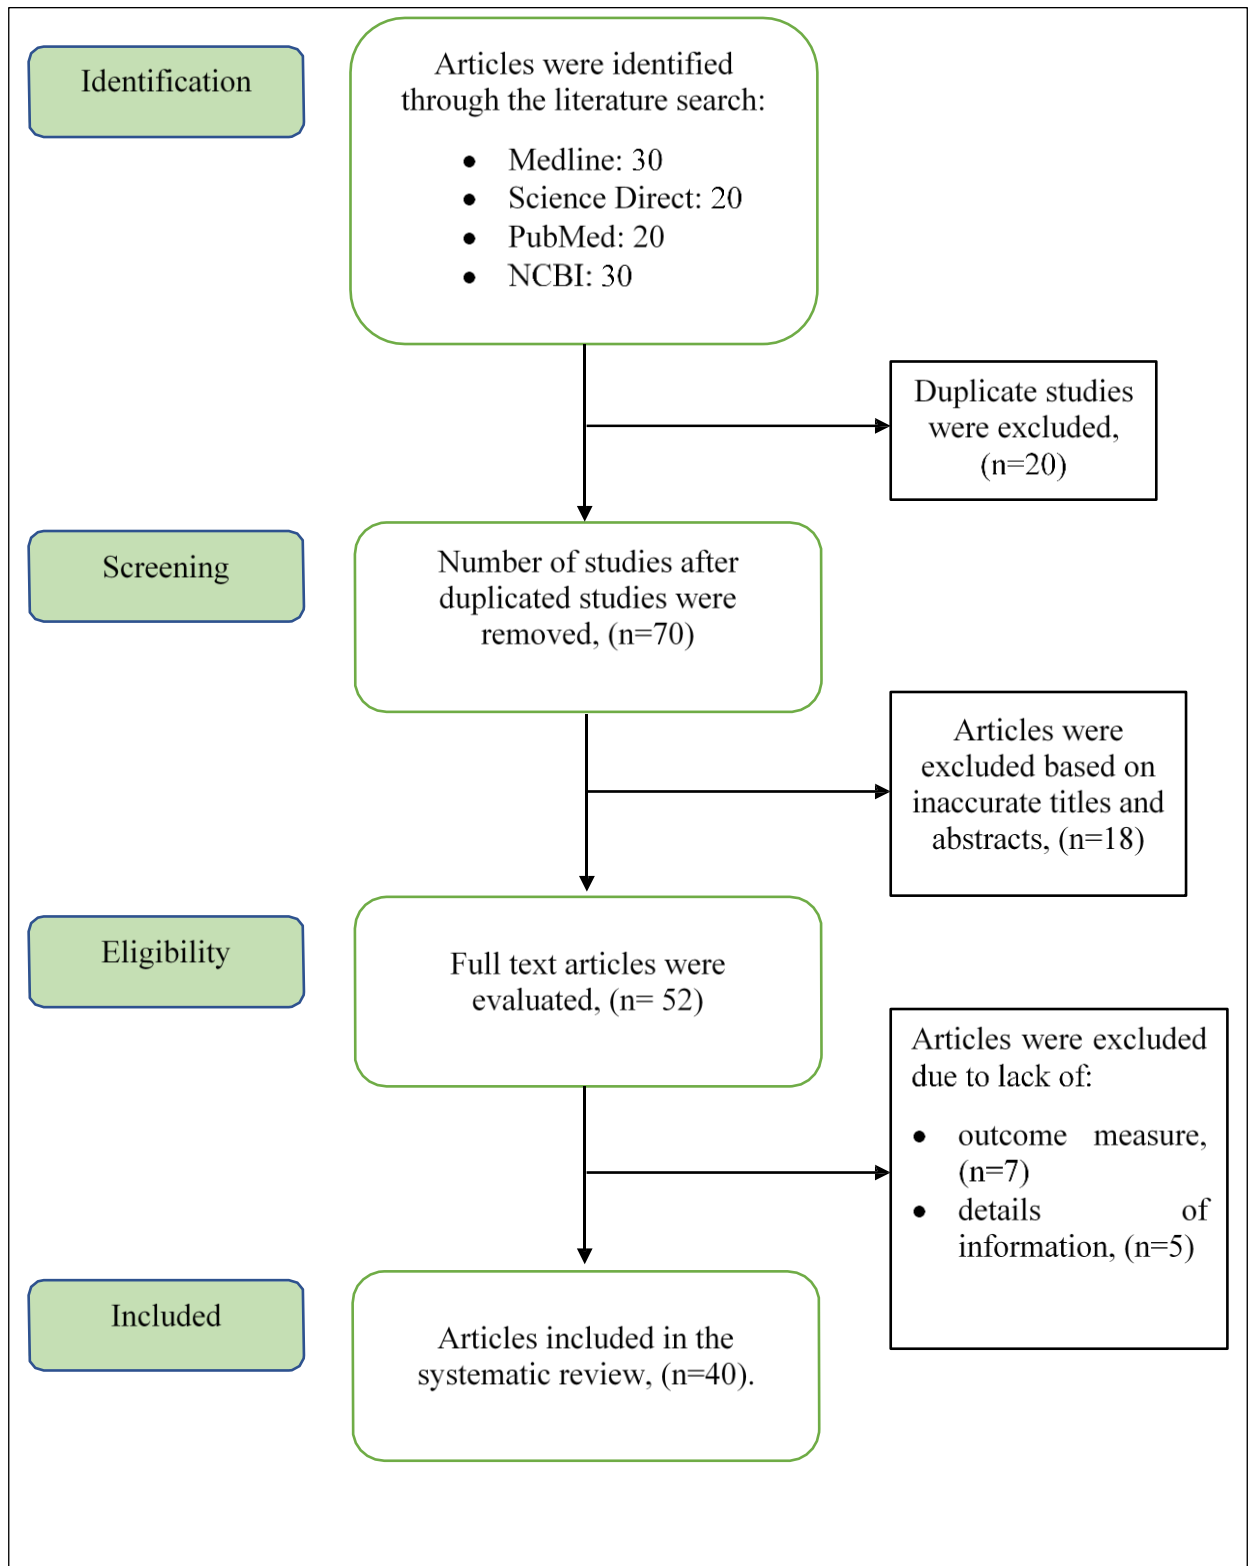 Identification
Articles were identified
through the literature search:
• Medline: 30
• Science Direct: 20
• PubMed: 20
• NCBI: 30
Duplicate studies
were excluded,
(n=20)
Screening
Number of studies after
duplicated studies were
removed, (n=70)
Articles were
excluded based on
inaccurate titles and
abstracts, (n=18)
Eligibility
Full text articles were
evaluated, (n= 52)
Articles were excluded
due to lack of:
• outcome measure,
(n=7)
• details of
information, (n=5)
Included
Articles included in the
systematic review, (n=40).